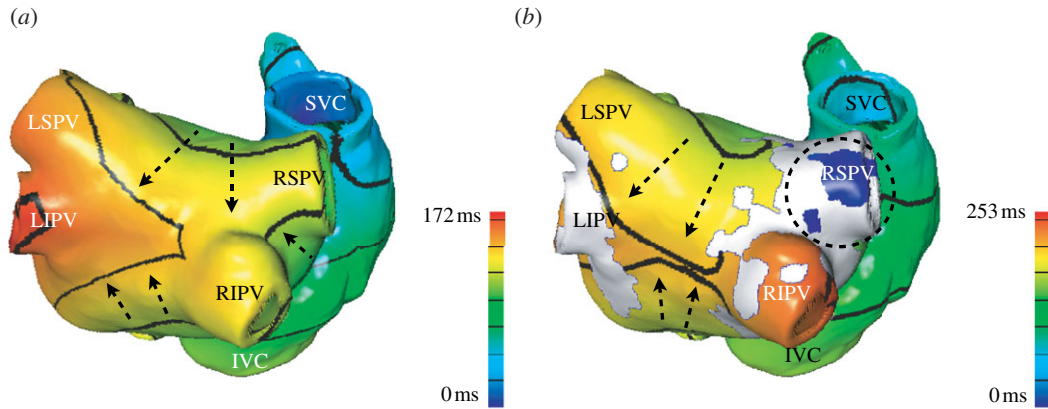 (a)
SVC
LSPV
RSPV
LIPV
RIPV
IVC
172 ms
0 ms
(b)
SVC
LSPV
RSPV
LIPV
RIPV
IVC
253 ms
0 ms